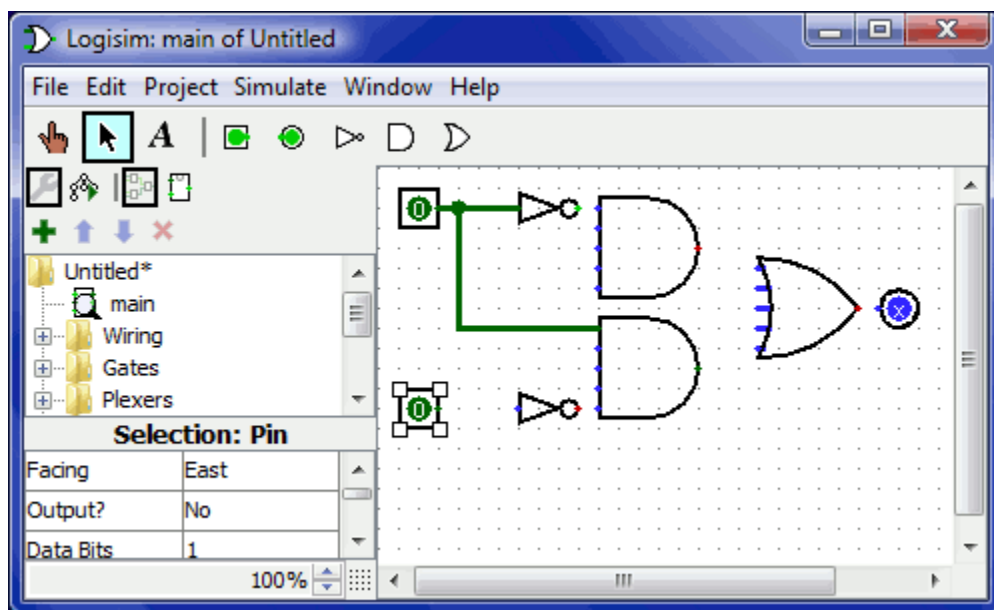 Logisim: main of Untitled
File Edit Project Simulate Window Help
A
Untitled*
main
Wiring
Gates
Plexers
Selection: Pin
Facing East
Output? No
Data Bits 1
100%
0
0
x